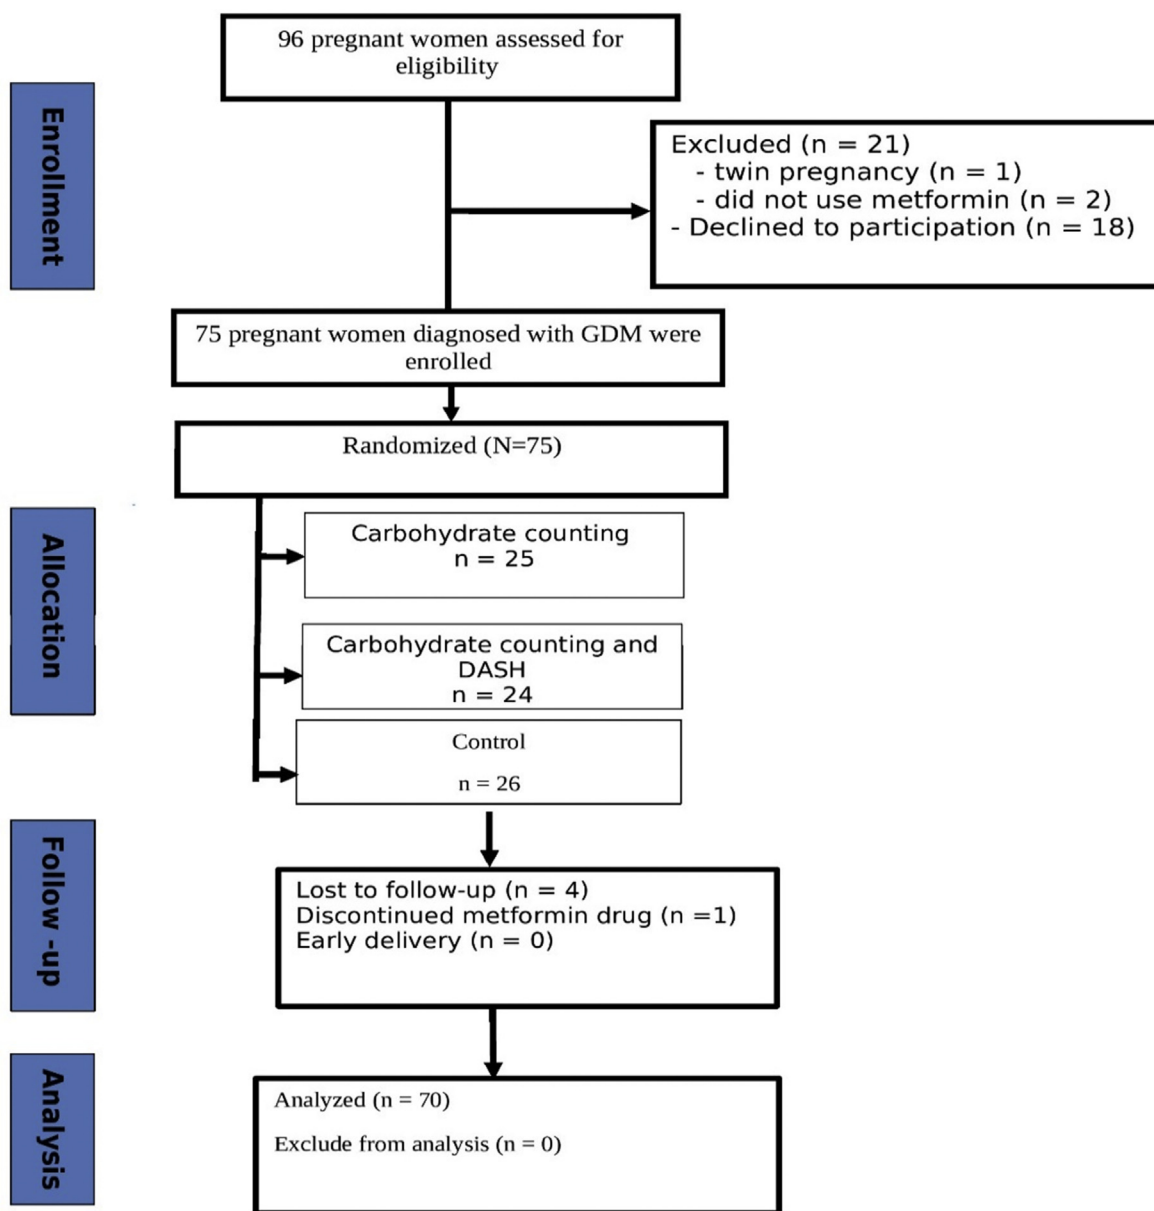 96 pregnant women assessed for
eligibility
Enrollment
Excluded (n = 21)
- twin pregnancy (n = 1)
- did not use metformin (n = 2)
- Declined to participation (n = 18)
75 pregnant women diagnosed with GDM were
enrolled
Randomized (N=75)
Allocation
Carbohydrate counting
n = 25
Carbohydrate counting and
DASH
n = 24
Control
n = 26
Follow -up
Lost to follow-up (n = 4)
Discontinued metformin drug (n =1)
Early delivery (n = 0)
Analysis
Analyzed (n = 70)
Exclude from analysis (n = 0)